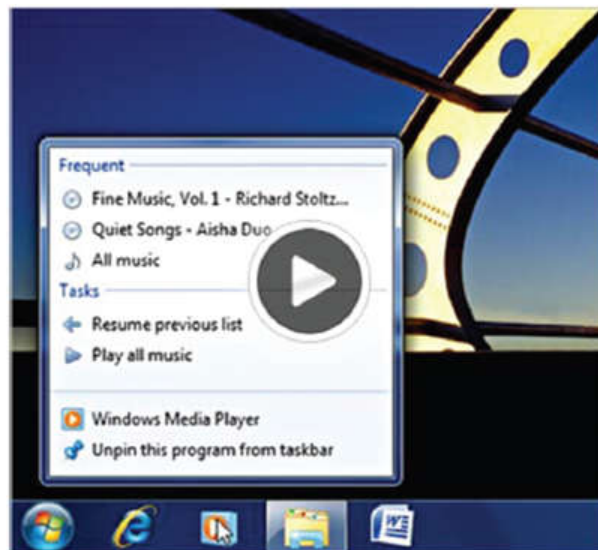 Frequent
Fine Music, Vol. 1 - Richard Stoltz...
Quiet Songs - Aisha Duo
All music
Tasks
Resume previous list
Play all music
Windows Media Player
Unpin this program from taskbar